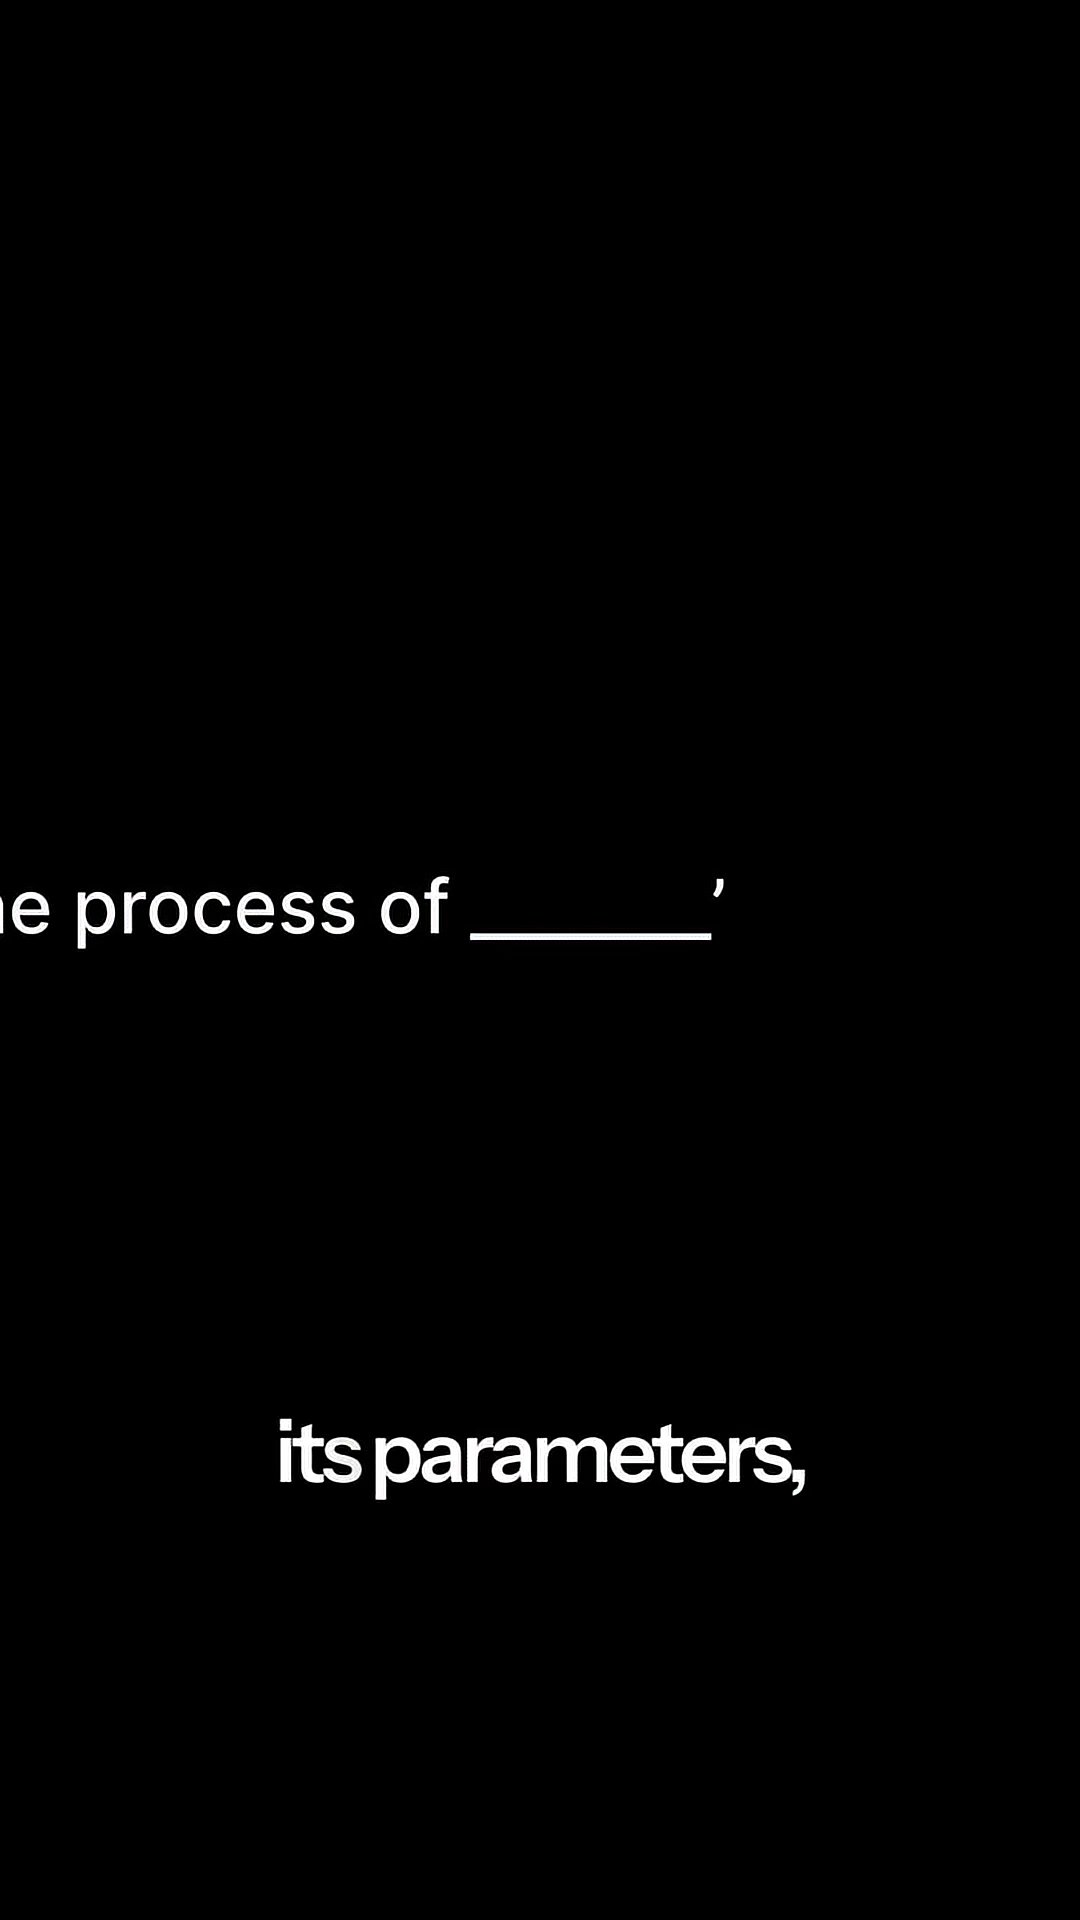 process of ______’
its parameters,